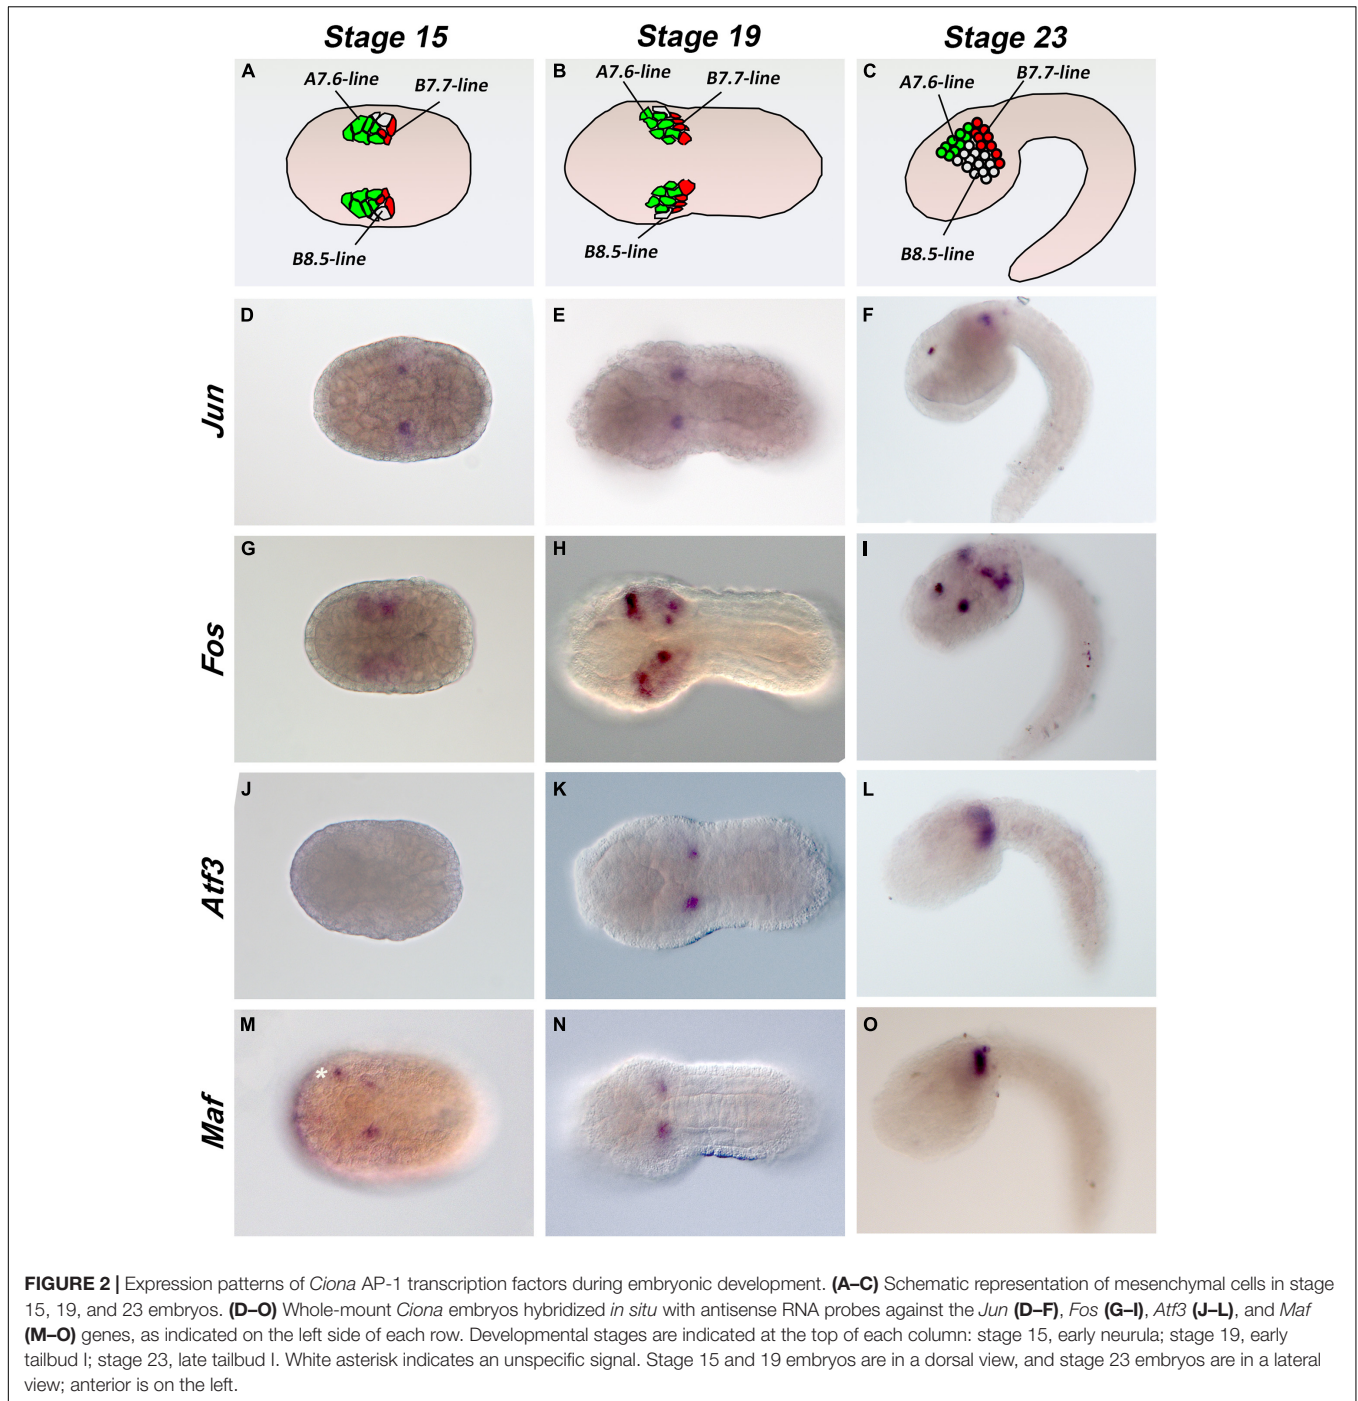 Stage 15
Stage 19
Stage 23
A
A7.6-line
B7.7-line
B8.5-line
B
A7.6-line
B7.7-line
B8.5-line
C
A7.6-line
B7.7-line
B8.5-line
Jun
D
E
F
Fos
G
H
I
Atf3
J
K
L
Maf
M
*
N
O
FIGURE 2 | Expression patterns of Ciona AP-1 transcription factors during embryonic development. (A–C) Schematic representation of mesenchymal cells in stage
15, 19, and 23 embryos. (D–O) Whole-mount Ciona embryos hybridized in situ with antisense RNA probes against the Jun (D–F), Fos (G–I), Atf3 (J–L), and Maf
(M–O) genes, as indicated on the left side of each row. Developmental stages are indicated at the top of each column: stage 15, early neurula; stage 19, early
tailbud I; stage 23, late tailbud I. White asterisk indicates an unspecific signal. Stage 15 and 19 embryos are in a dorsal view, and stage 23 embryos are in a lateral
view; anterior is on the left.